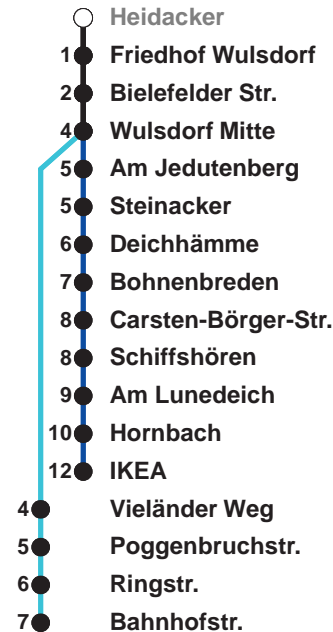 Heidacker
1 Friedhof Wulsdorf
2 Bielefelder Str.
4 Wulsdorf Mitte
5 Am Jedutenberg
5 Steinacker
6 Deichhämme
7 Bohnenbreden
8 Carsten-Börger-Str.
8 Schiffshören
9 Am Lunedeich
10 Hornbach
12 IKEA
4 Vieländer Weg
5 Poggenbruchstr.
6 Ringstr.
7 Bahnhofstr.